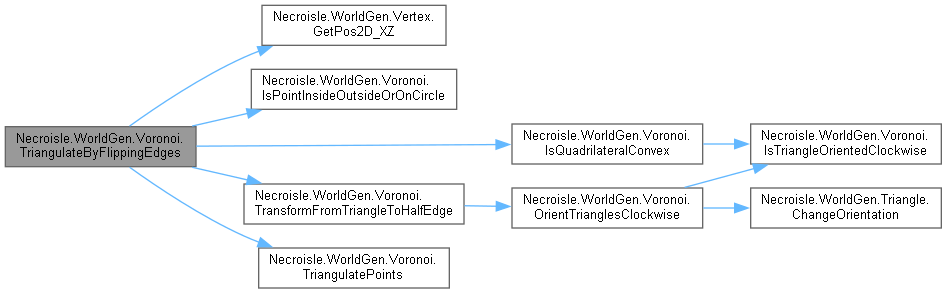 Necroisle.WorldGen.Vertex.
GetPos2D_XZ
Necroisle.WorldGen.Voronoi.
IsPointInsideOutsideOrOnCircle
Necroisle.WorldGen.Voronoi.
TriangulateByFlippingEdges
Necroisle.WorldGen.Voronoi.
IsQuadrilateralConvex
Necroisle.WorldGen.Voronoi.
IsTriangleOrientedClockwise
Necroisle.WorldGen.Voronoi.
TransformFromTriangleToHalfEdge
Necroisle.WorldGen.Voronoi.
OrientTrianglesClockwise
Necroisle.WorldGen.Triangle.
ChangeOrientation
Necroisle.WorldGen.Voronoi.
TriangulatePoints